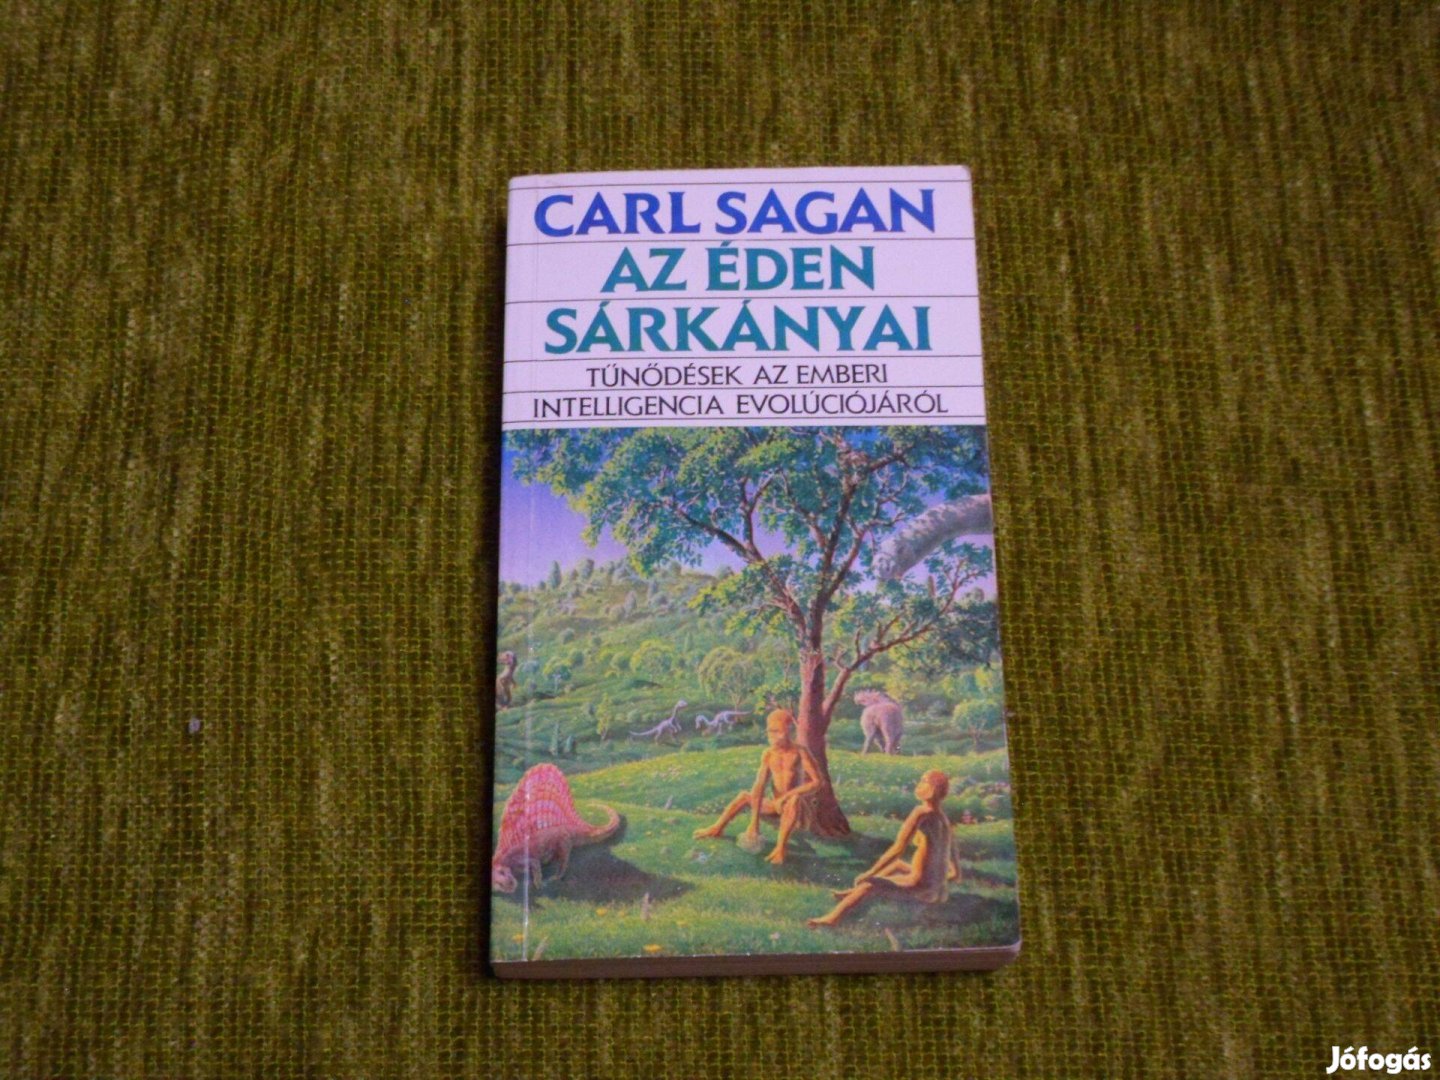 CARL SAGAN
AZ ÉDEN
SÁRKÁNYAI
TŰNŐDÉSEK AZ EMBERI
INTELLIGENCIA EVOLÚCIÓJÁRÓL
Jófogás